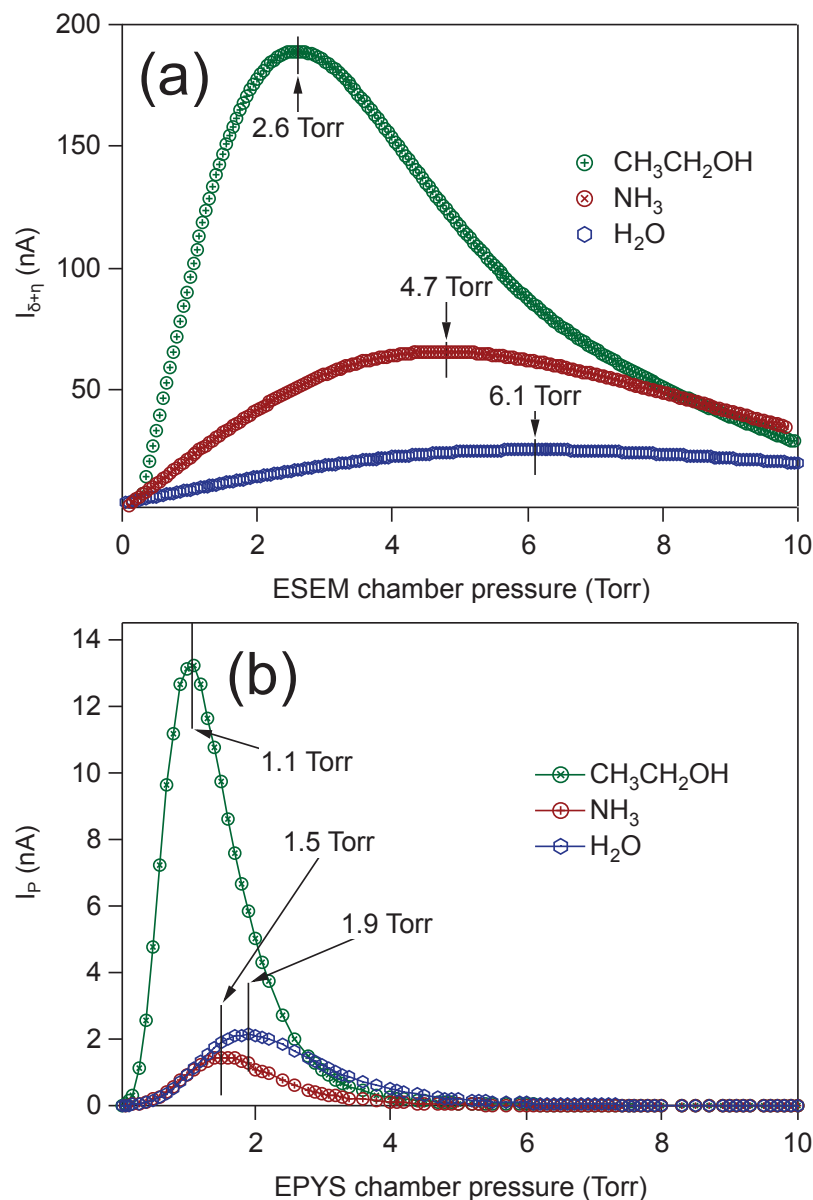 (a)
200
150
100
50
I δ+η (nA)
2.6 Torr
4.7 Torr
6.1 Torr
CH₃CH₂OH
NH₃
H₂O
0 2 4 6 8 10
ESEM chamber pressure (Torr)
(b)
14
12
10
8
6
4
2
0
I P (nA)
1.1 Torr
1.5 Torr
1.9 Torr
CH₃CH₂OH
NH₃
H₂O
2 4 6 8 10
EPYS chamber pressure (Torr)